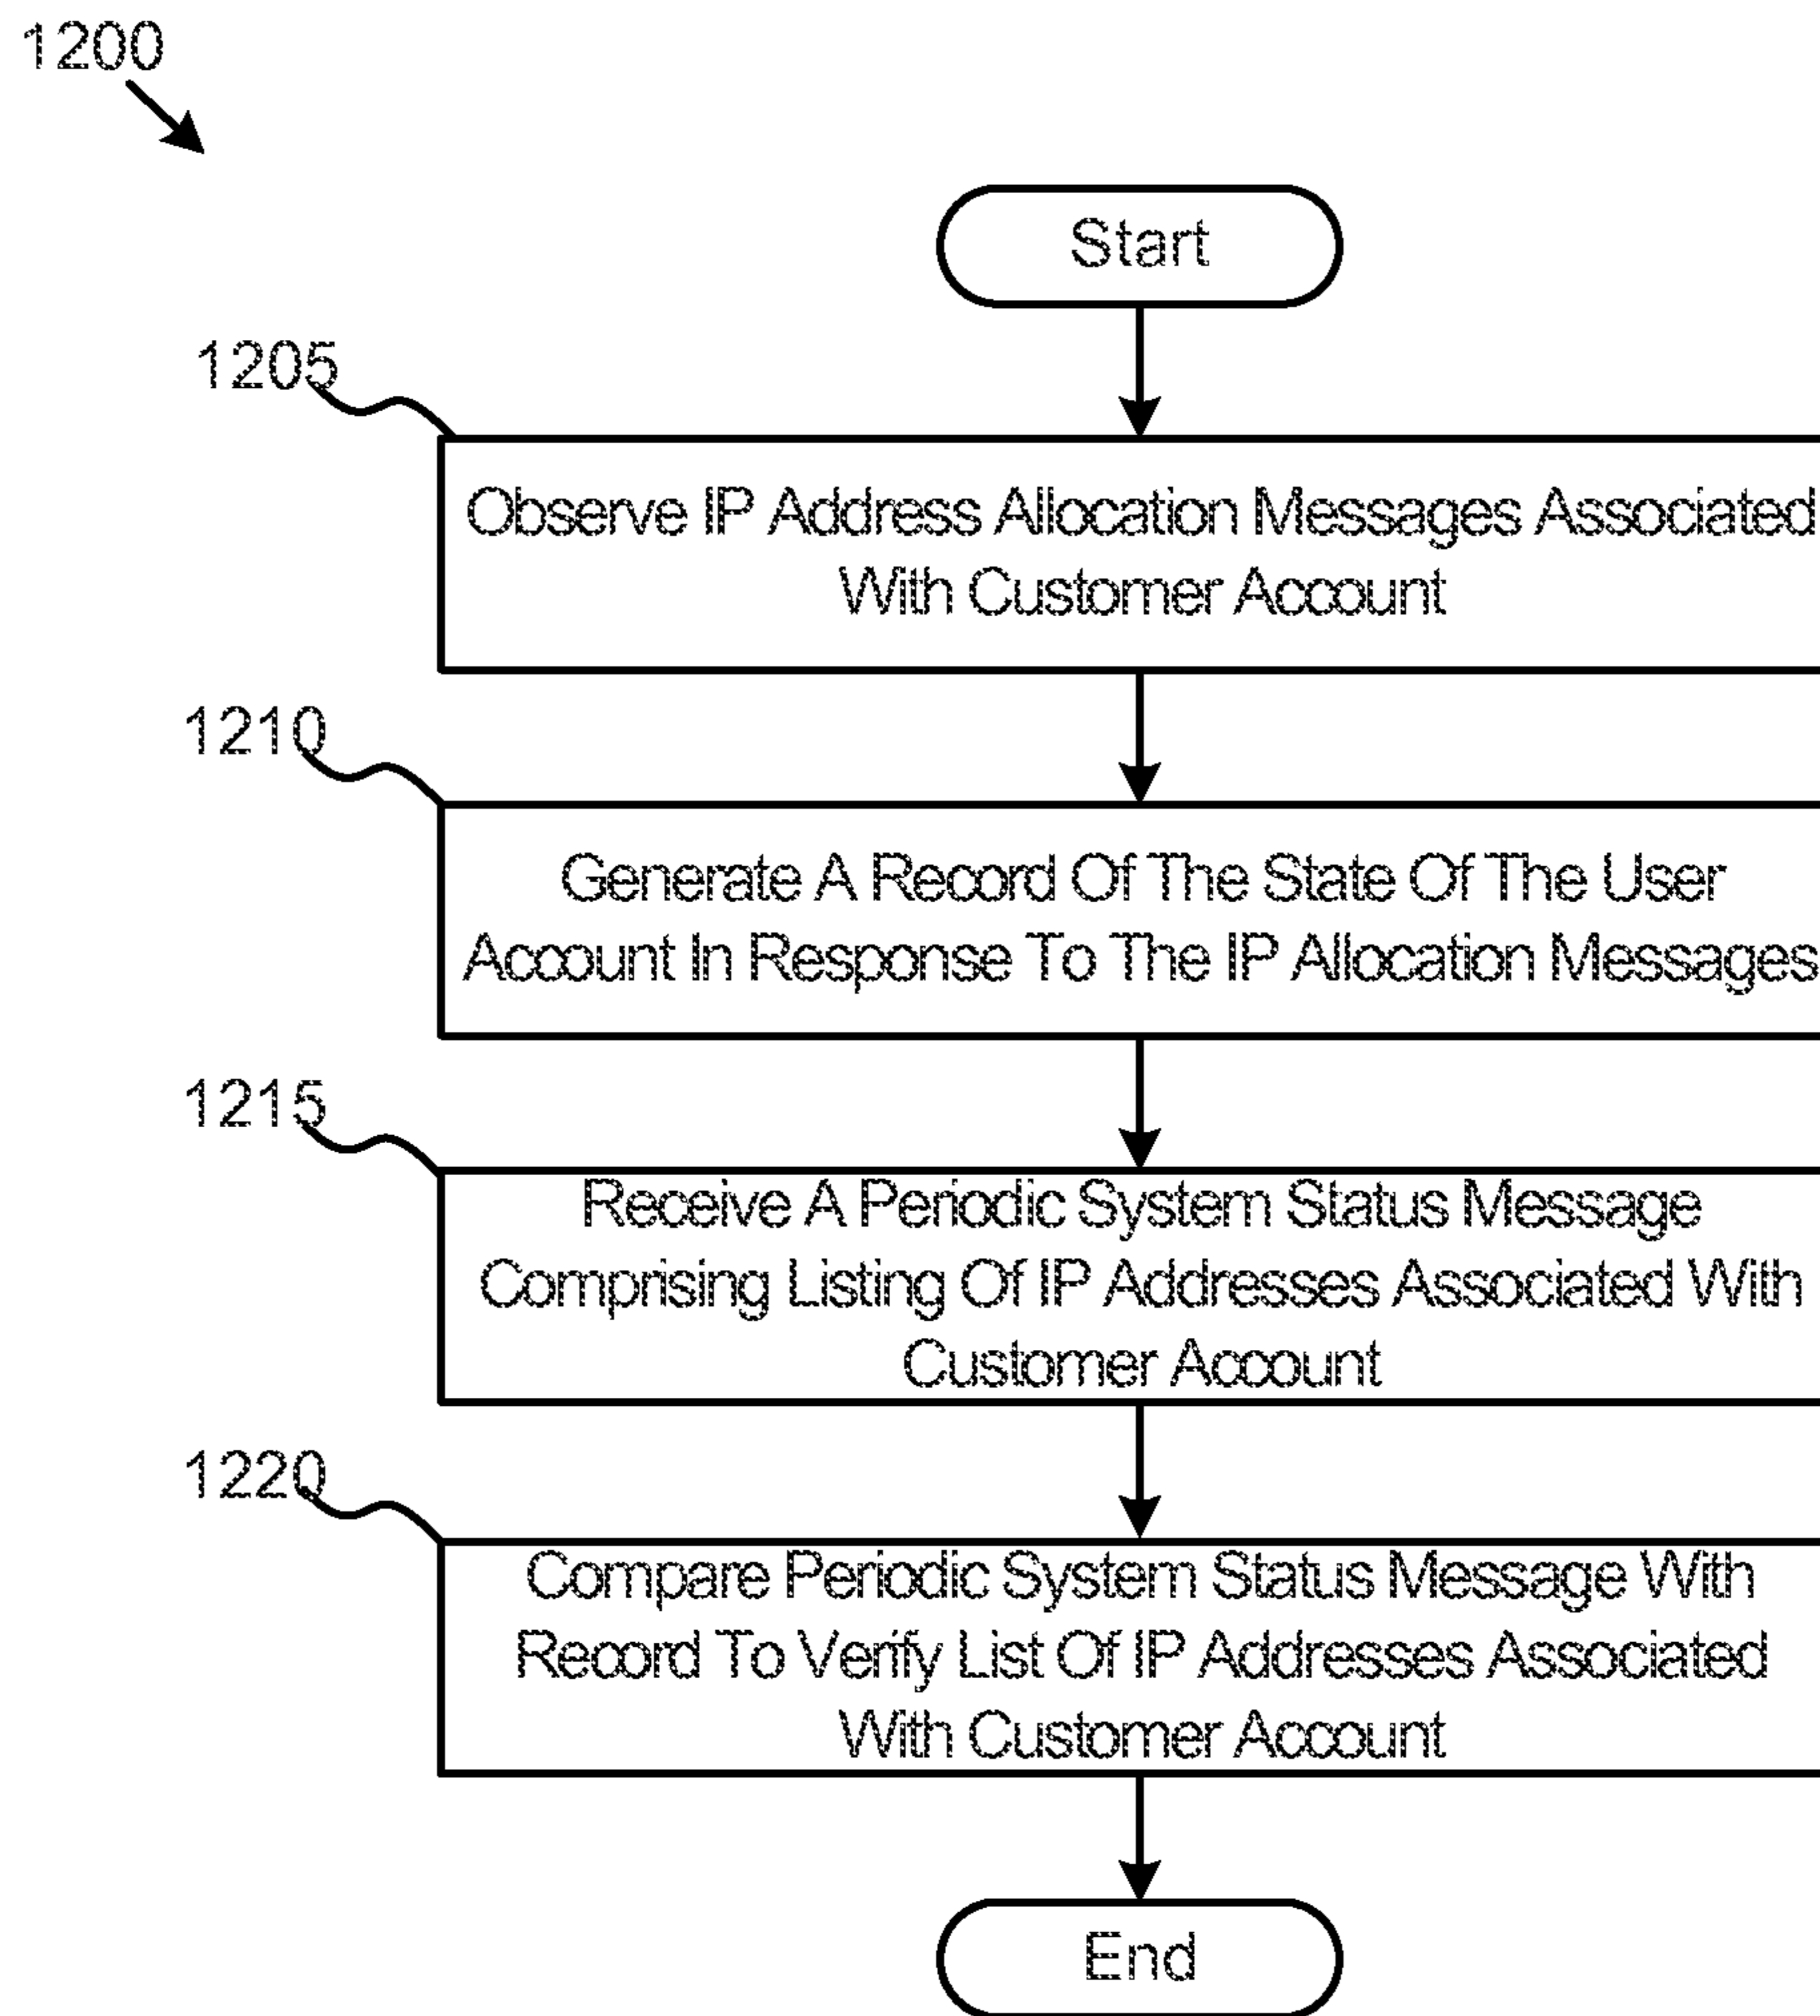 1200
Start
1205
Observe IP Address Allocation Messages Associated
With Customer Account
1210
Generate A Record Of The State Of The User
Account In Response To The IP Allocation Messages
1215
Receive A Periodic System Status Message
Comprising Listing Of IP Addresses Associated With
Customer Account
1220
Compare Periodic System Status Message With
Record To Verify List Of IP Addresses Associated
With Customer Account
End